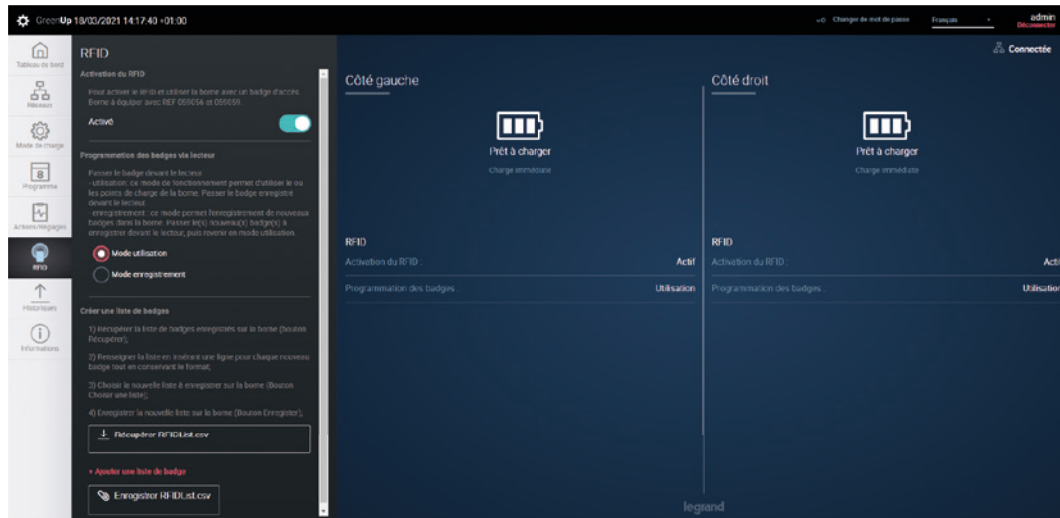 GreenUp 18/03/2021 14:17:40 +01:00
Changer de mot de passe
Français
admin
Déconnecter
Tableau de bord
Réseaux
Mode de charge
8
Programme
Actions/Réglages
RFID
Historiques
Informations
RFID
Activation du RFID
Pour activer le RFID et utiliser la borne avec un badge d'accès.
Borne à équiper avec REF 059056 et 059059.
Activé
Programmation des badges via lecteur
Passer le badge devant le lecteur
- utilisation: ce mode de fonctionnement permet d'utiliser le ou
les points de charge de la borne. Passer le badge enregistré
devant le lecteur
- enregistrement : ce mode permet l'enregistrement de nouveaux
badges dans la borne. Passer le(s) nouveau(x) badge(s) à
enregistrer devant le lecteur, puis revenir en mode utilisation.
Mode utilisation
Mode enregistrement
Créer une liste de badges
1) Récupérer la liste de badges enregistrés sur la borne (bouton
Récupérer);
2) Renseigner la liste en insérant une ligne pour chaque nouveau
badge tout en conservant le format;
3) Choisir la nouvelle liste à enregistrer sur la borne (Bouton
Choisir une liste);
4) Enregistrer la nouvelle liste sur la borne (Bouton Enregistrer);
Récupérer RFIDList.csv
+ Ajouter une liste de badge
Enregistrer RFIDList.csv
Connectée
Côté gauche
Prêt à charger
Charge immédiate
RFID
Activation du RFID :
Actif
Programmation des badges :
Utilisation
Côté droit
Prêt à charger
Charge immédiate
RFID
Activation du RFID :
Acti
Programmation des badges :
Utilisation
legrand